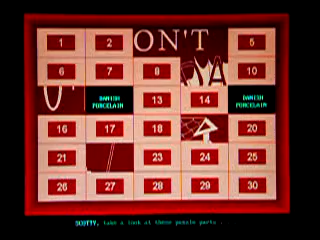 1 2 ON'T 5
6 7 8 YA 10
DANISH PORCELAIN 13 14 DANISH PORCELAIN
16 17 18 20
21 23 24 25
26 27 28 29 30
SCOTTY, take a look at these puzzle parts .